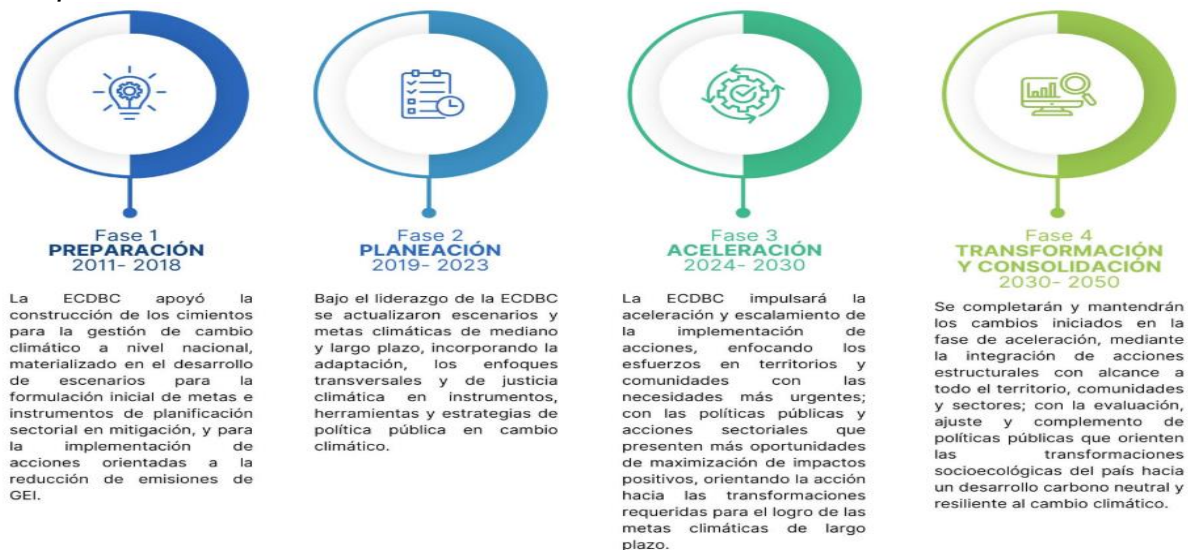 Fase 1
PREPARACIÓN
2011- 2018
La ECDBC apoyó la
construcción de los cimientos
para la gestión de cambio
climático a nivel nacional,
materializado en el desarrollo
de escenarios para la
formulación inicial de metas e
instrumentos de planificación
sectorial en mitigación, y para
la implementación de
acciones orientadas a la
reducción de emisiones de
GEI.
Fase 2
PLANEACIÓN
2019- 2023
Bajo el liderazgo de la ECDBC
se actualizaron escenarios y
metas climáticas de mediano
y largo plazo, incorporando la
adaptación, los enfoques
transversales y de justicia
climática en instrumentos,
herramientas y estrategias de
política pública en cambio
climático.
Fase 3
ACELERACIÓN
2024- 2030
La ECDBC impulsará la
aceleración y escalamiento de
la implementación de
acciones, enfocando los
esfuerzos en territorios y
comunidades con las
necesidades más urgentes;
con las políticas públicas y
acciones sectoriales que
presenten más oportunidades
de maximización de impactos
positivos, orientando la acción
hacia las transformaciones
requeridas para el logro de las
metas climáticas de largo
plazo.
Fase 4
TRANSFORMACIÓN
Y CONSOLIDACIÓN
2030- 2050
Se completarán y mantendrán
los cambios iniciados en la
fase de aceleración, mediante
la integración de acciones
estructurales con alcance a
todo el territorio, comunidades
y sectores; con la evaluación,
ajuste y complemento de
políticas públicas que orienten
las transformaciones
socioecológicas del país hacia
un desarrollo carbono neutral y
resiliente al cambio climático.